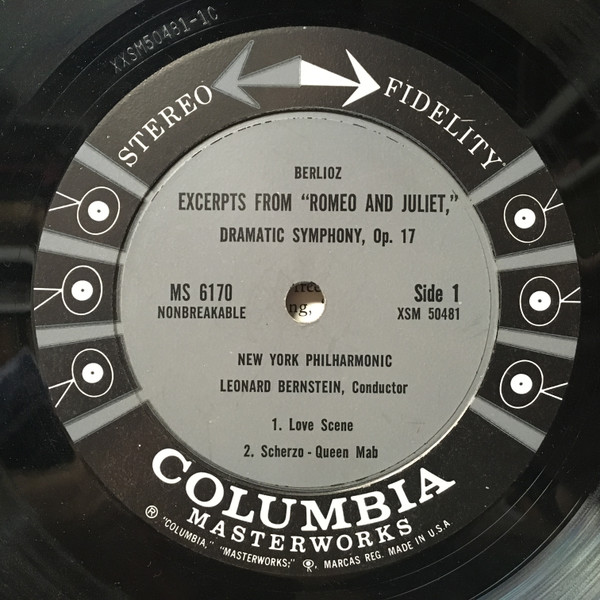 XXSM50481-1C
STEREO FIDELITY
BERLIOZ
EXCERPTS FROM "ROMEO AND JULIET,"
DRAMATIC SYMPHONY, Op. 17
MS 6170
NONBREAKABLE
Side 1
XSM 50481
ng,
NEW YORK PHILHARMONIC
LEONARD BERNSTEIN, Conductor
1. Love Scene
2. Scherzo - Queen Mab
COLUMBIA
MASTERWORKS
® "COLUMBIA," "MASTERWORKS," MARCAS REG. MADE IN U.S.A